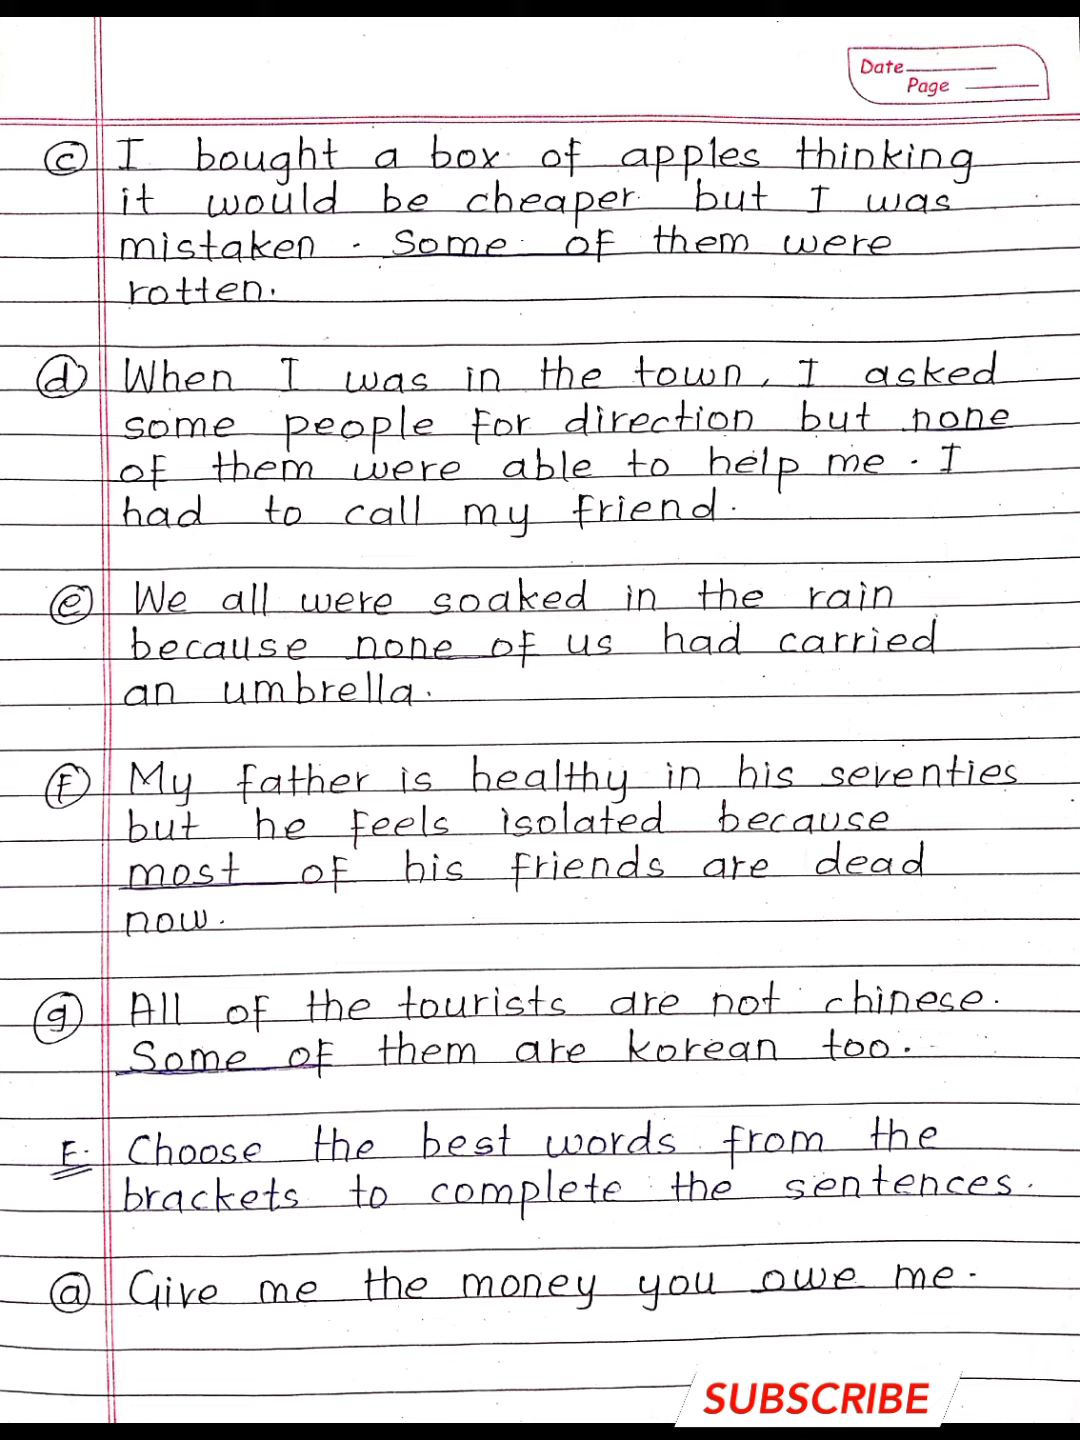 Date
Page
(c) I bought a box of apples thinking
it would be cheaper but I was
mistaken. Some of them were
rotten.
(d) When I was in the town, I asked
some people for direction but none
of them were able to help me. I
had to call my friend.
(e) We all were soaked in the rain
because none of us had carried
an umbrella.
(F) My father is healthy in his seventies
but he feels isolated because
most of his friends are dead
now.
(g) All of the tourists are not chinese.
Some of them are korean too.
E. Choose the best words from the
brackets to complete the sentences.
(a) Give me the money you owe me.
SUBSCRIBE